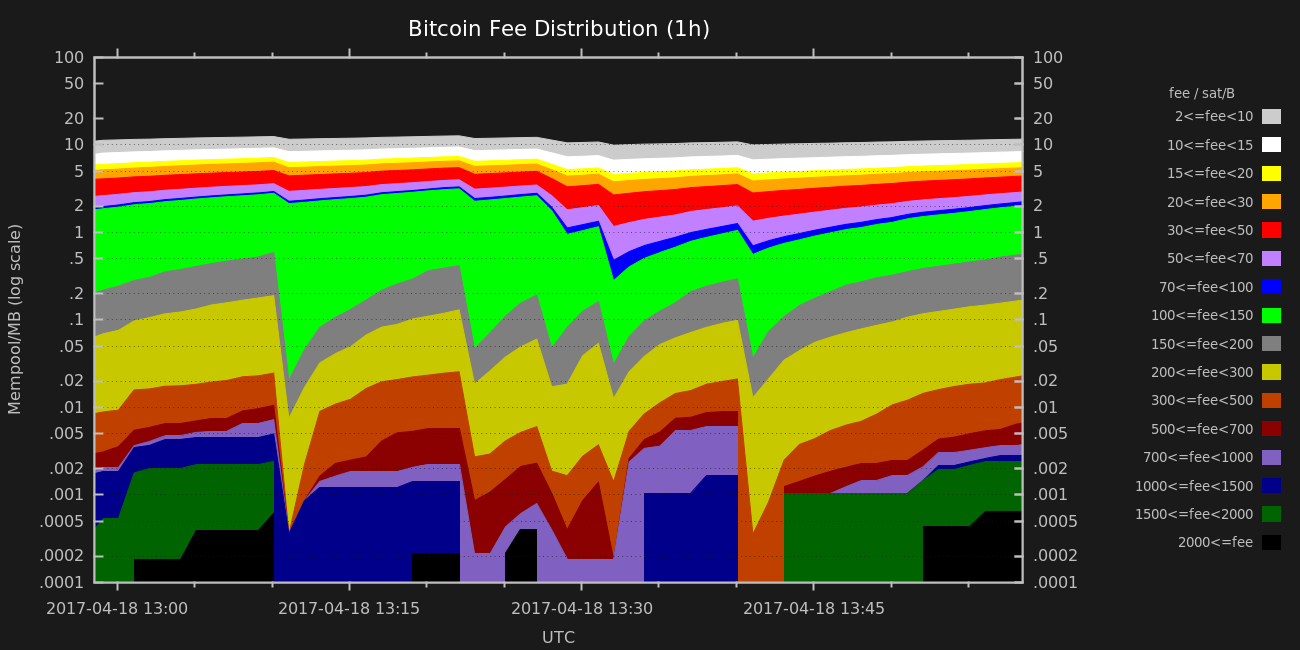 Bitcoin Fee Distribution (1h)
100
50
20
10
5
2
1
.5
.2
.1
.05
.02
.01
.005
.002
.001
.0005
.0002
.0001
Mempool/MB (log scale)
100
50
20
10
5
2
1
.5
.2
.1
.05
.02
.01
.005
.002
.001
.0005
.0002
.0001
2017-04-18 13:00
2017-04-18 13:15
2017-04-18 13:30
2017-04-18 13:45
UTC
fee / sat/B
2<=fee<10
10<=fee<15
15<=fee<20
20<=fee<30
30<=fee<50
50<=fee<70
70<=fee<100
100<=fee<150
150<=fee<200
200<=fee<300
300<=fee<500
500<=fee<700
700<=fee<1000
1000<=fee<1500
1500<=fee<2000
2000<=fee